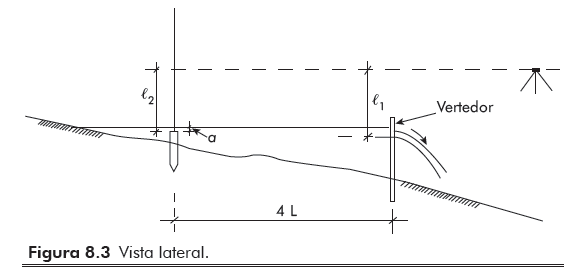 ℓ2
ℓ1
Vertedor
a
4 L
Figura 8.3 Vista lateral.